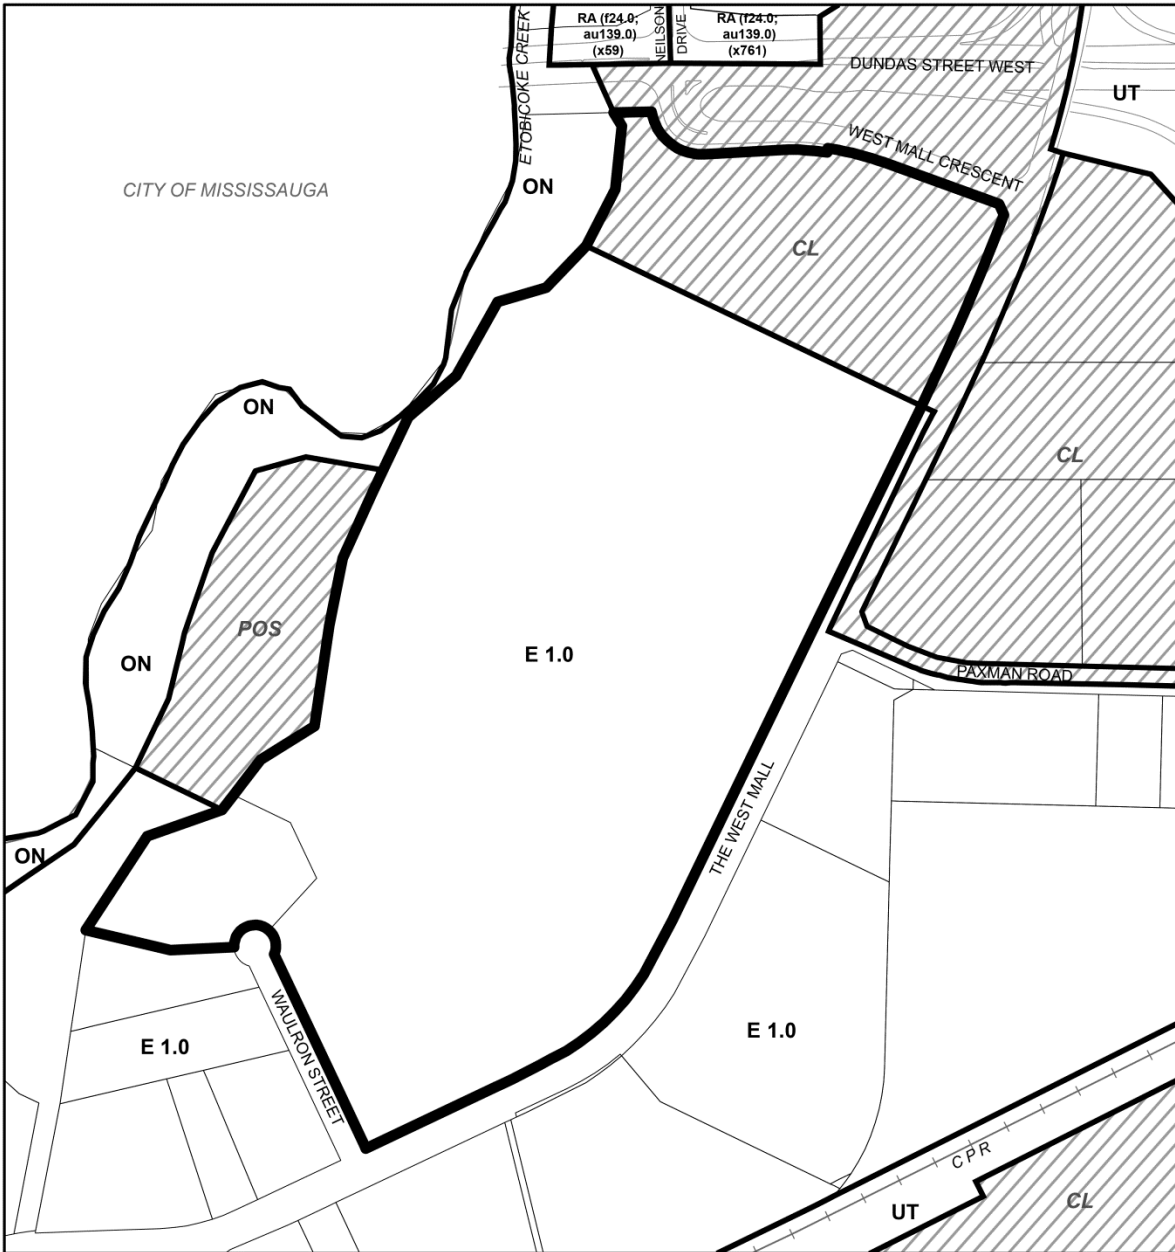 RA (f24.0;
au139.0)
(x59)
NEILSON
DRIVE
RA (f24.0;
au139.0)
(x761)
ETOBICOKE CREEK
DUNDAS STREET WEST
UT
WEST MALL CRESCENT
CITY OF MISSISSAUGA
ON
CL
ON
CL
POS
ON
E 1.0
PAXMAN ROAD
THE WEST MALL
ON
WAULRON STREET
E 1.0
E 1.0
CPR
UT
CL